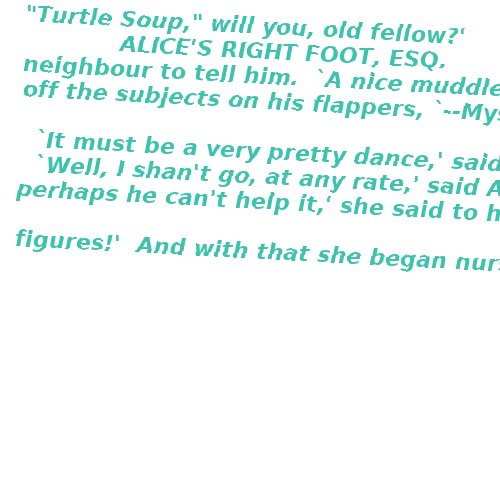 "Turtle Soup," will you, old fellow?'
ALICE'S RIGHT FOOT, ESQ.
neighbour to tell him.  `A nice muddle
off the subjects on his flappers, `--Mys
`It must be a very pretty dance,' said
`Well, I shan't go, at any rate,' said A
perhaps he can't help it,' she said to h
figures!'  And with that she began nur